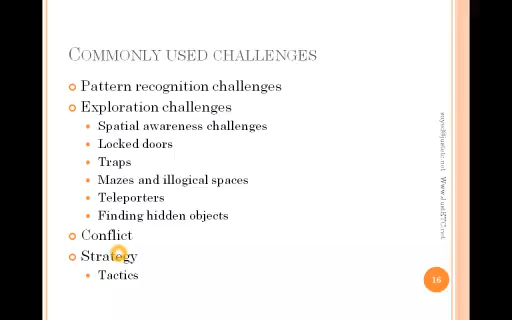 COMMONLY USED CHALLENGES
Pattern recognition challenges
Exploration challenges
Spatial awareness challenges
Locked doors
Traps
Mazes and illogical spaces
Teleporters
Finding hidden objects
Conflict
Strategy
Tactics
16